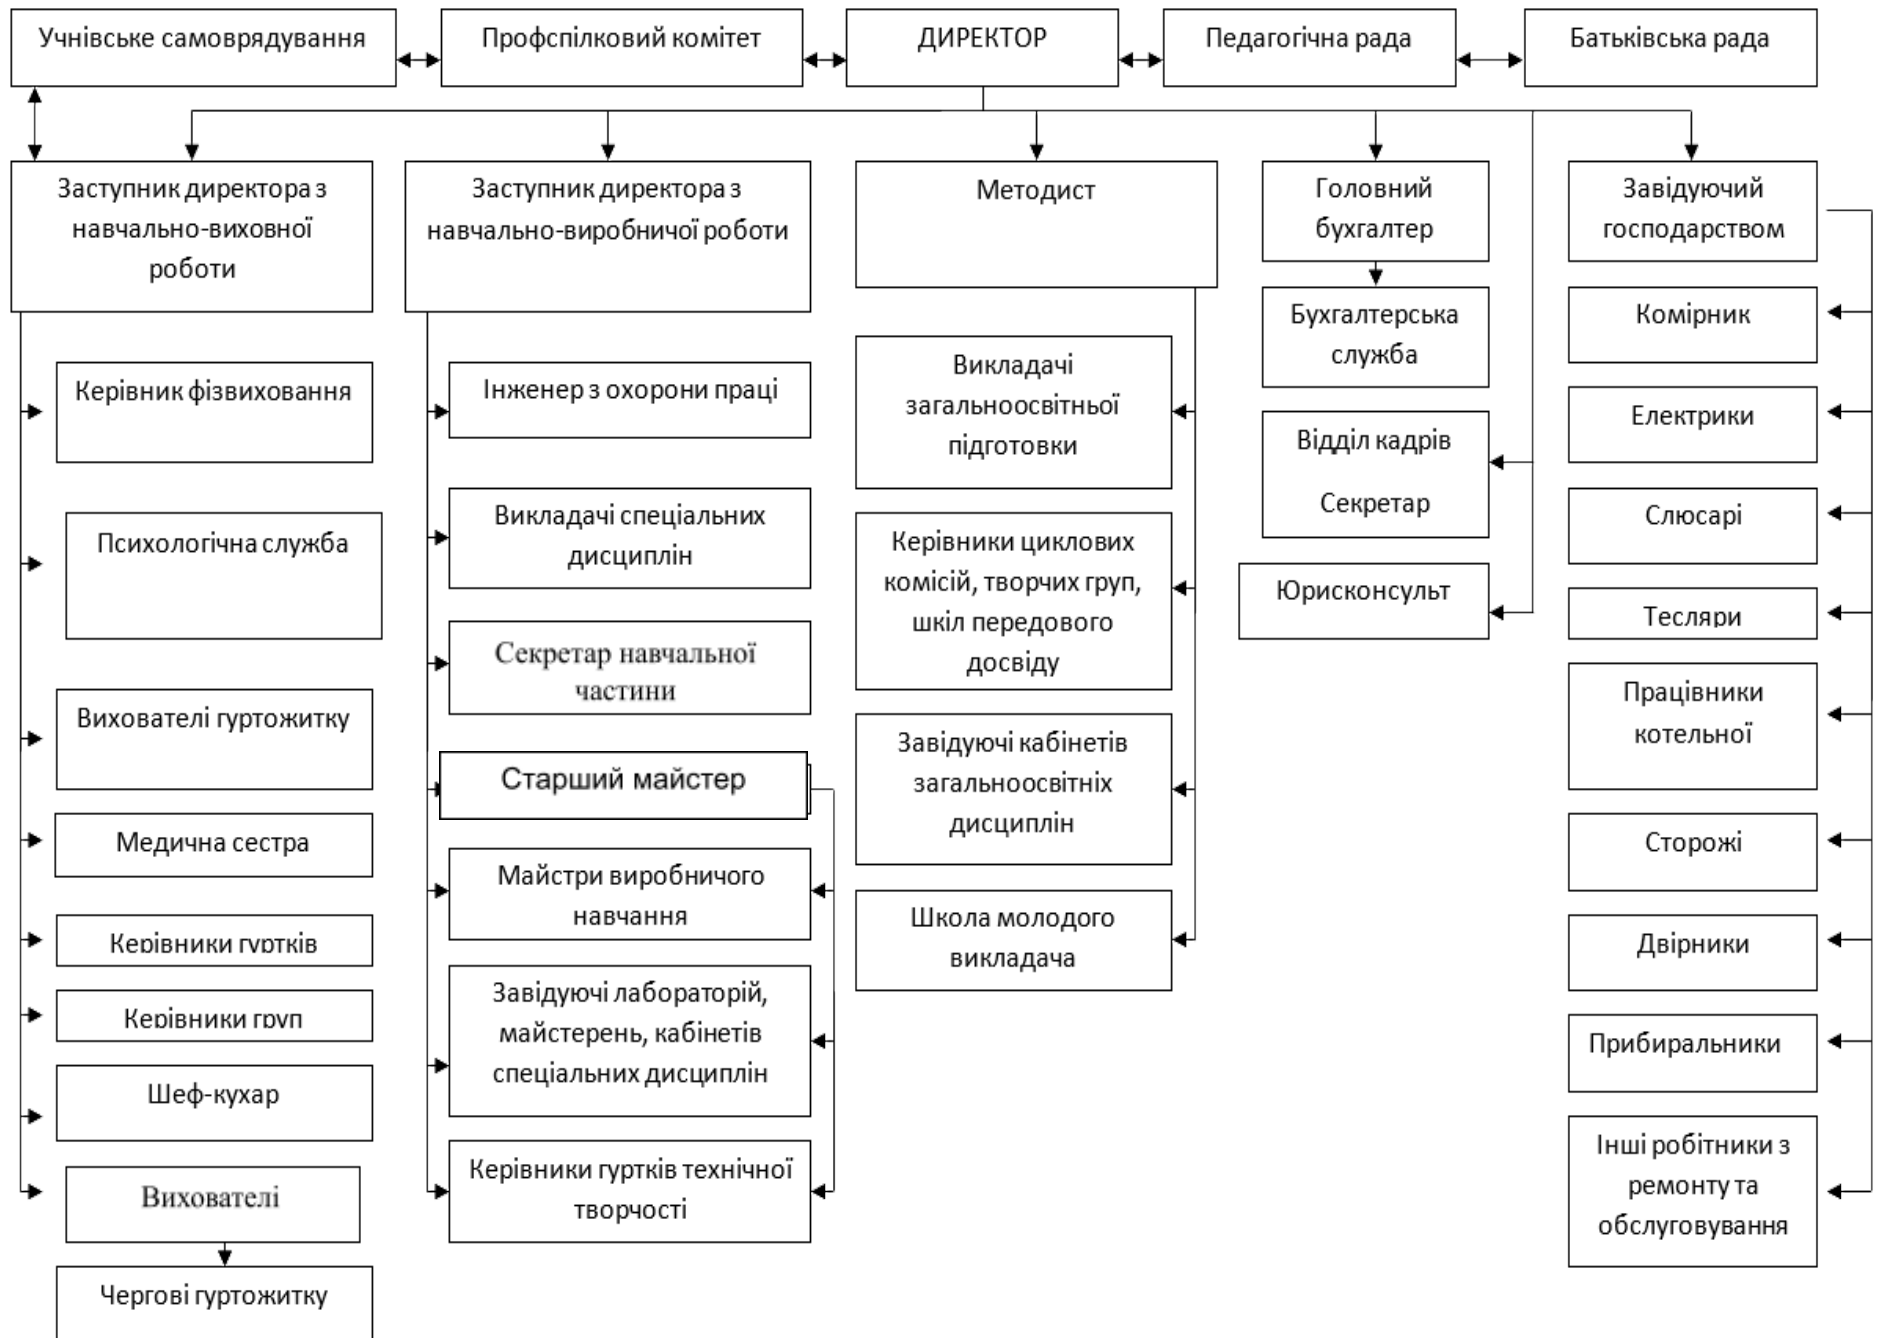 Учнівське самоврядування
Профспілковий комітет
ДИРЕКТОР
Педагогічна рада
Батьківська рада
Заступник директора з
навчально-виховної
роботи
Заступник директора з
навчально-виробничої роботи
Методист
Головний
бухгалтер
Завідуючий
господарством
Керівник фізвиховання
Психологічна служба
Вихователі гуртожитку
Медична сестра
Керівники гуртків
Керівники груп
Шеф-кухар
Вихователі
Чергові гуртожитку
Інженер з охорони праці
Викладачі спеціальних
дисциплін
Секретар навчальної
частини
Старший майстер
Майстри виробничого
навчання
Завідуючі лабораторій,
майстерень, кабінетів
спеціальних дисциплін
Керівники гуртків технічної
творчості
Викладачі
загальноосвітньої
підготовки
Керівники циклових
комісій, творчих груп,
шкіл передового
досвіду
Завідуючі кабінетів
загальноосвітніх
дисциплін
Школа молодого
викладача
Бухгалтерська
служба
Відділ кадрів
Секретар
Юрисконсульт
Комірник
Електрики
Слюсарі
Тесляри
Працівники
котельної
Сторожі
Двірники
Прибиральники
Інші робітники з
ремонту та
обслуговування